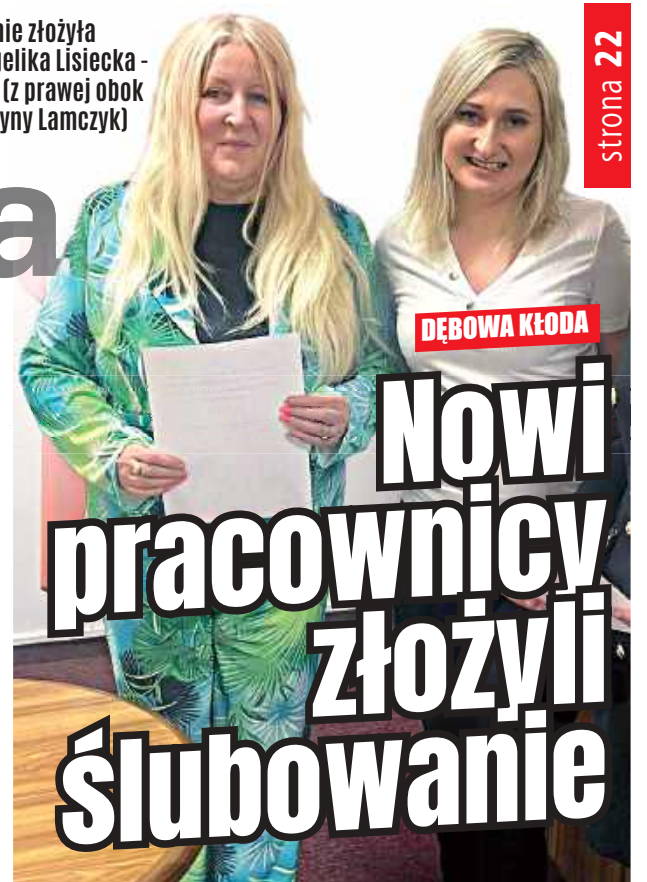 nie złożyła
elika Lisiecka -
(z prawej obok
yny Lamczyk)
strona 22
a
DĘBOWA KŁODA
Nowi
pracownicy
złożyli
ślubowanie